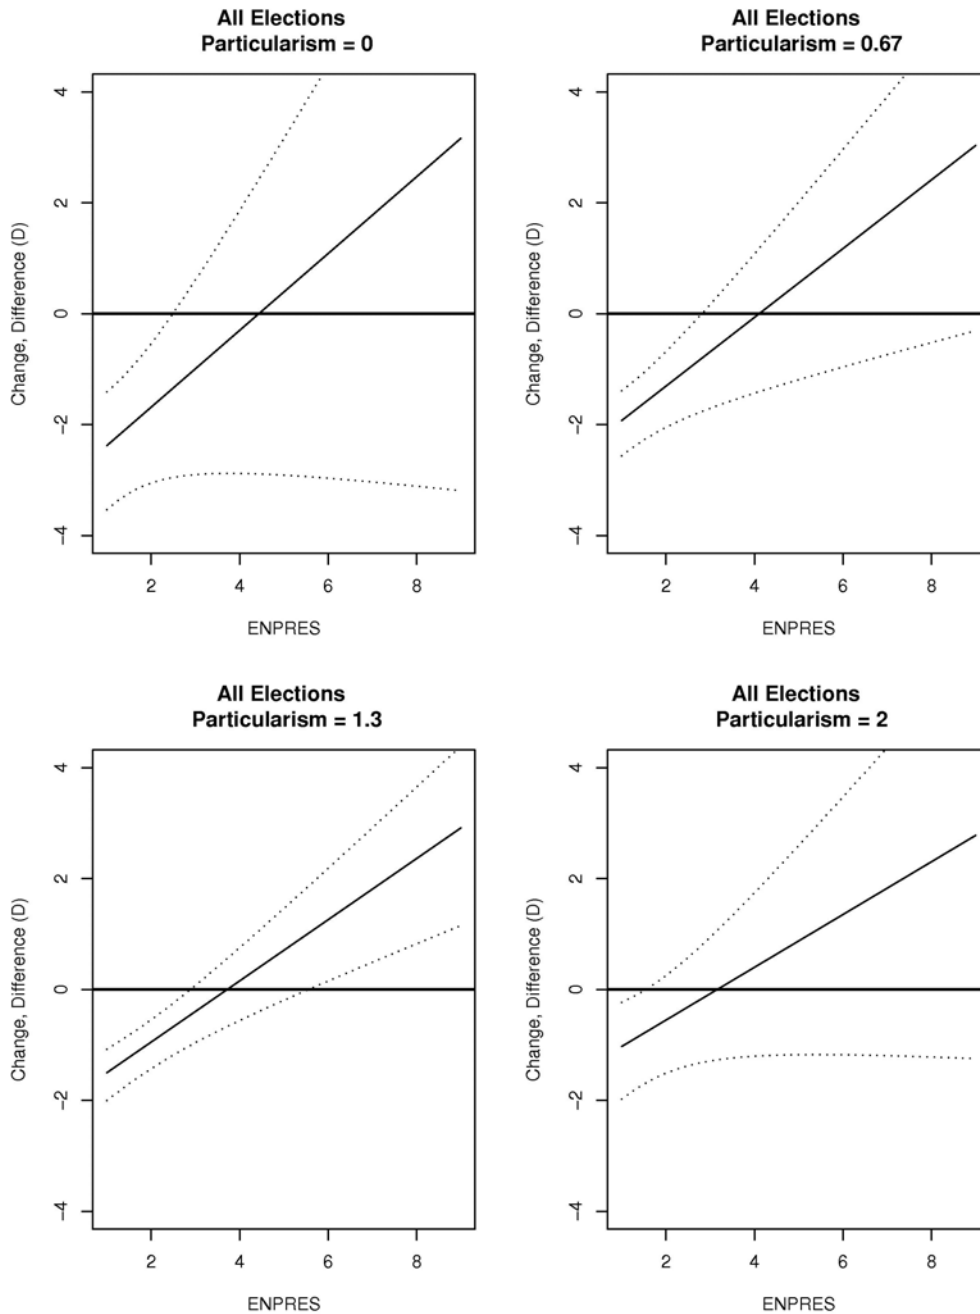 All Elections
Particularism = 0
4
2
0
−2
−4
Change, Difference (D)
2 4 6 8
ENPRES
All Elections
Particularism = 0.67
4
2
0
−2
−4
Change, Difference (D)
2 4 6 8
ENPRES
All Elections
Particularism = 1.3
4
2
0
−2
−4
Change, Difference (D)
2 4 6 8
ENPRES
All Elections
Particularism = 2
4
2
0
−2
−4
Change, Difference (D)
2 4 6 8
ENPRES